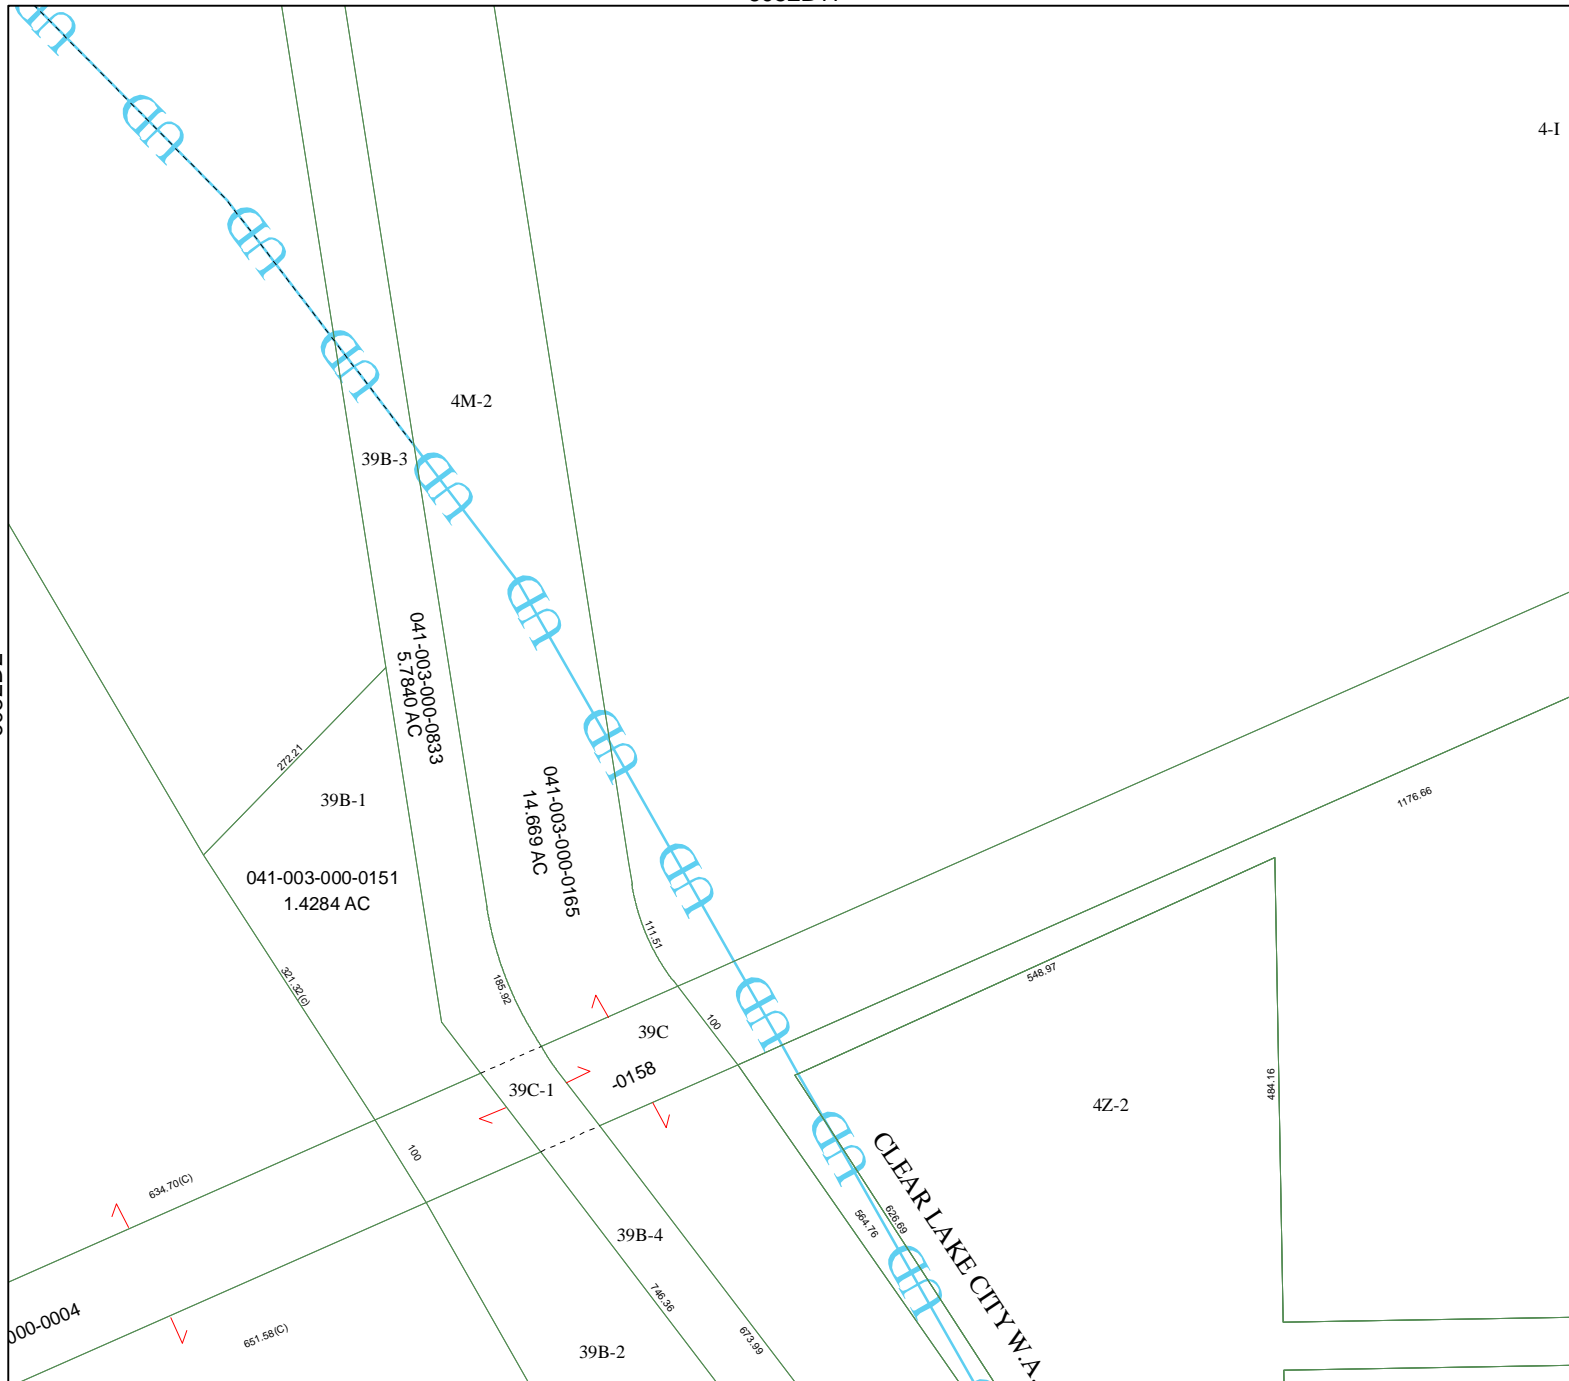 4-I
4M-2
39B-3
041-003-000-0833
5.7840 AC
272.21
041-003-000-0165
14.669 AC
39B-1
1176.66
041-003-000-0151
1.4284 AC
111.51
321.32(c)
185.92
548.97
100
39C
-0158
39C-1
484.16
4Z-2
100
634.70(C)
CLEAR LAKE CITY W.A.
626.69
564.76
39B-4
746.36
000-0004
651.58(C)
673.99
39B-2